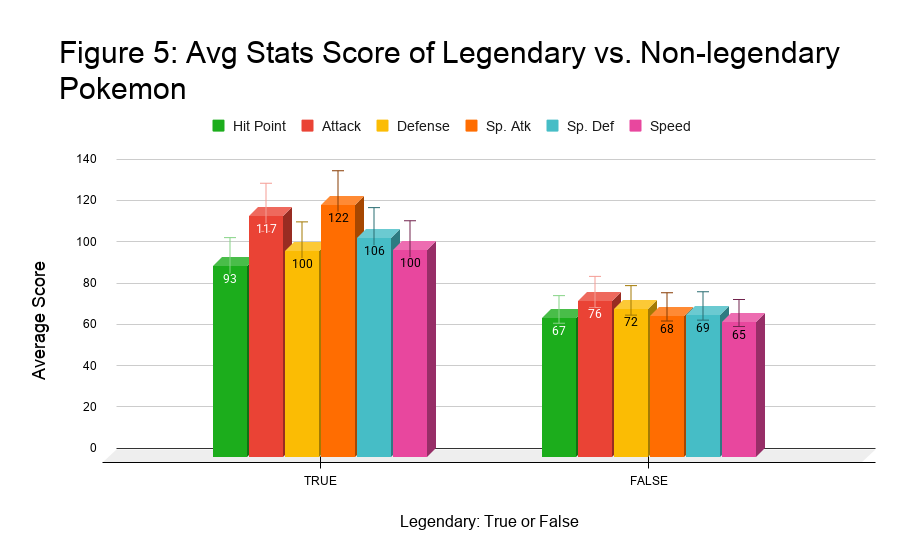 Figure 5: Avg Stats Score of Legendary vs. Non-legendary
Pokemon
Hit Point Attack Defense Sp. Atk Sp. Def Speed
140
120
100
80
60
40
20
0
Average Score
93 117 100 122 106 100
67 76 72 68 69 65
TRUE FALSE
Legendary: True or False